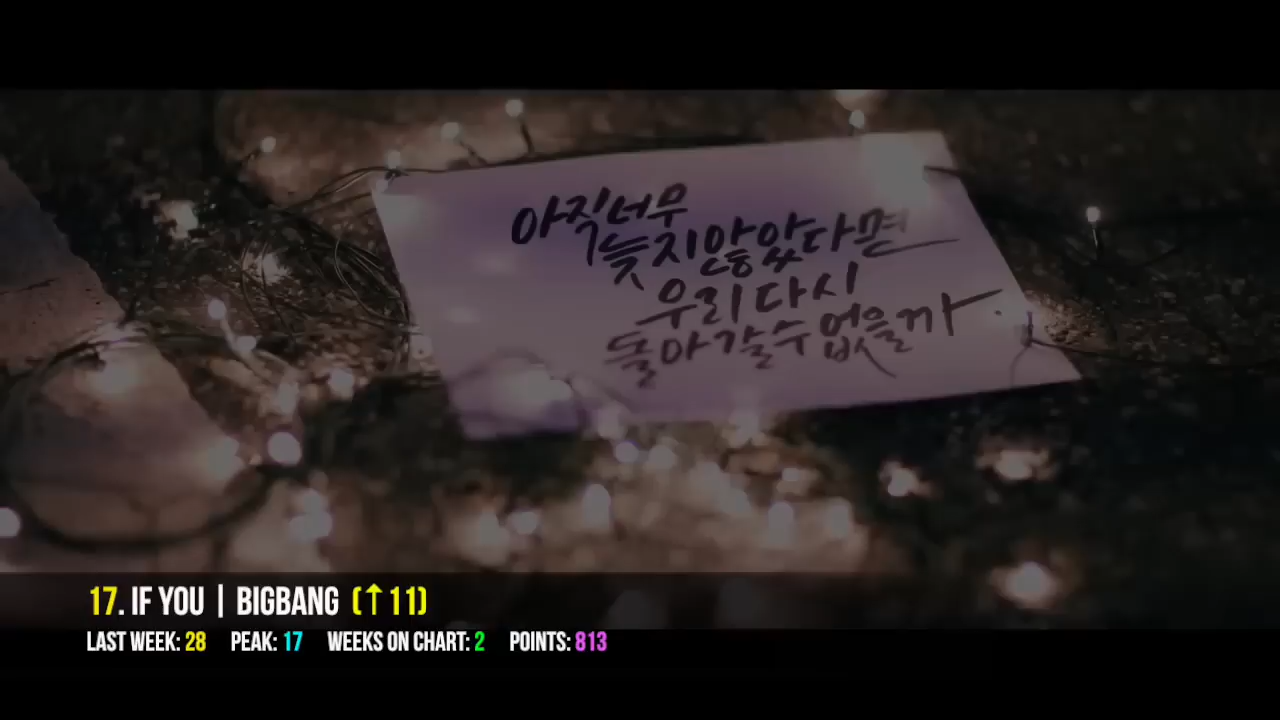 아직 너무
늦지 않았다면
우리 다시
돌아갈 수 없을까.
17. IF YOU | BIGBANG (↑11)
LAST WEEK: 28 PEAK: 17 WEEKS ON CHART: 2 POINTS: 813